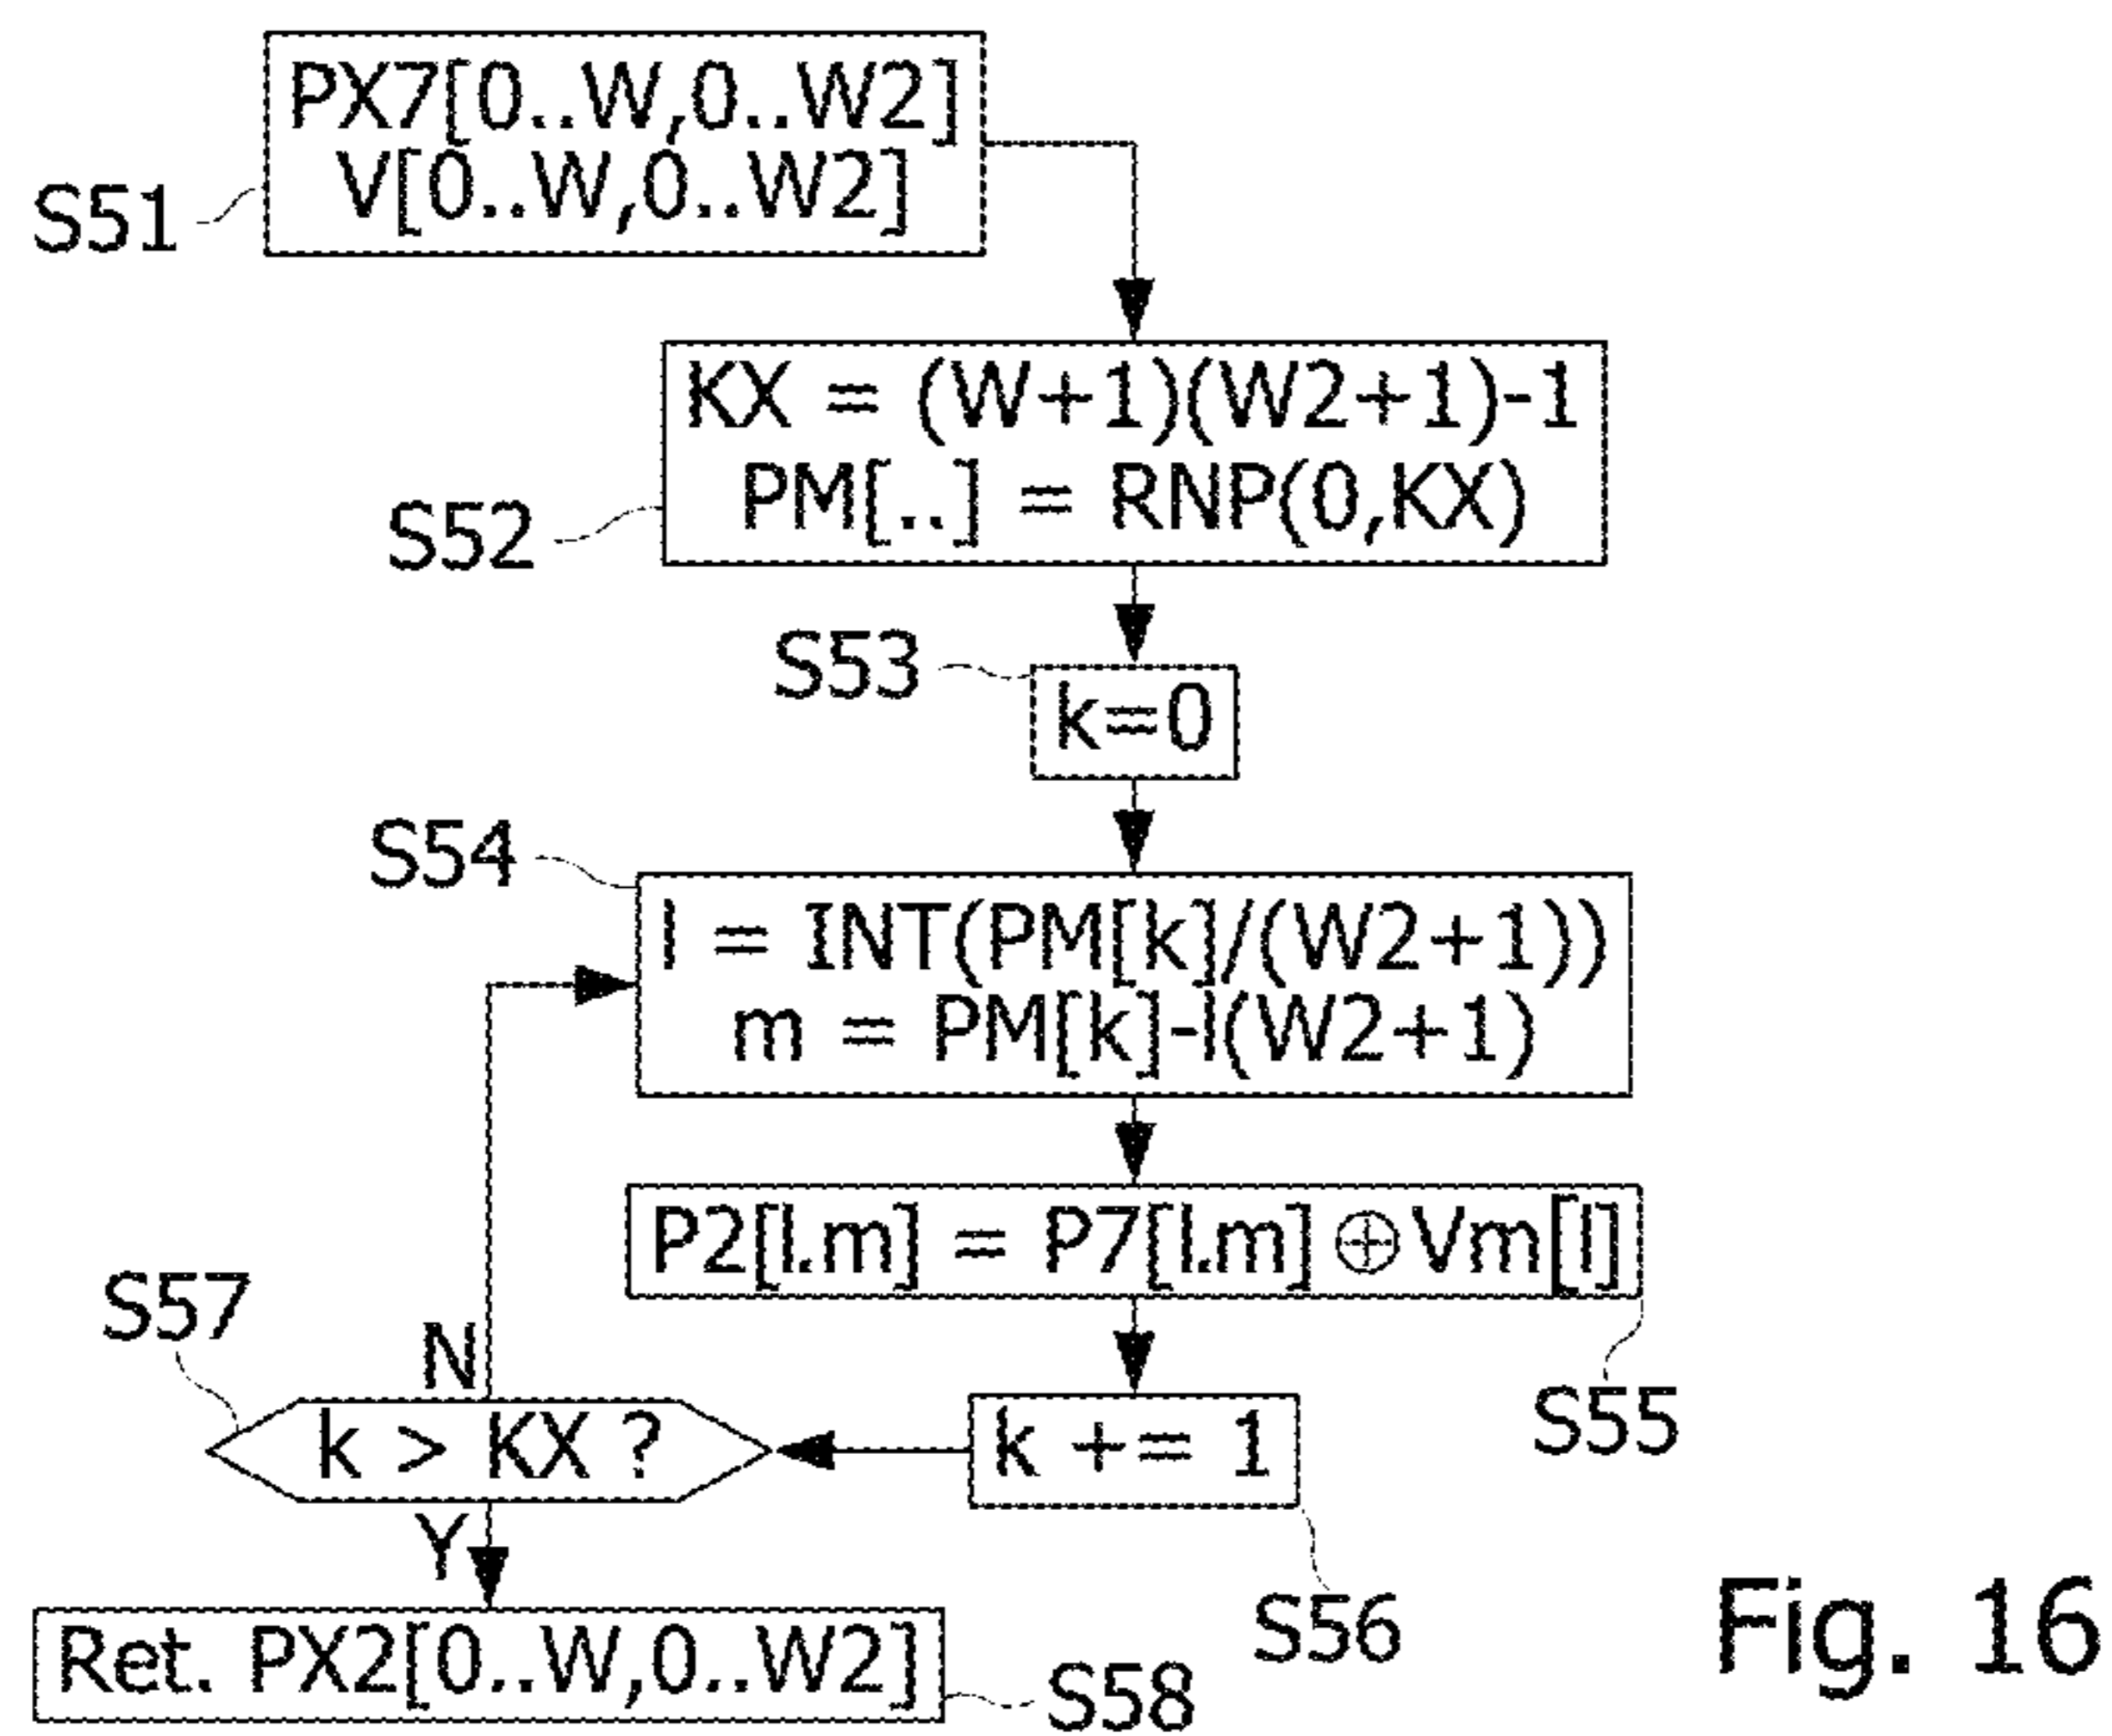 PX7[0..W,0..W2]
V[0..W,0..W2]
S51
KX = (W+1)(W2+1)-1
PM[..] = RNP(0,KX)
S52
S53
k=0
S54
l = INT(PM[k]/(W2+1))
m = PM[k]-l(W2+1)
P2[l.m] = P7[l.m] ⊕ Vm[l]
S57
N
S55
k > KX ?
k += 1
Y
S56
Ret. PX2[0..W,0..W2]
S58
Fig. 16